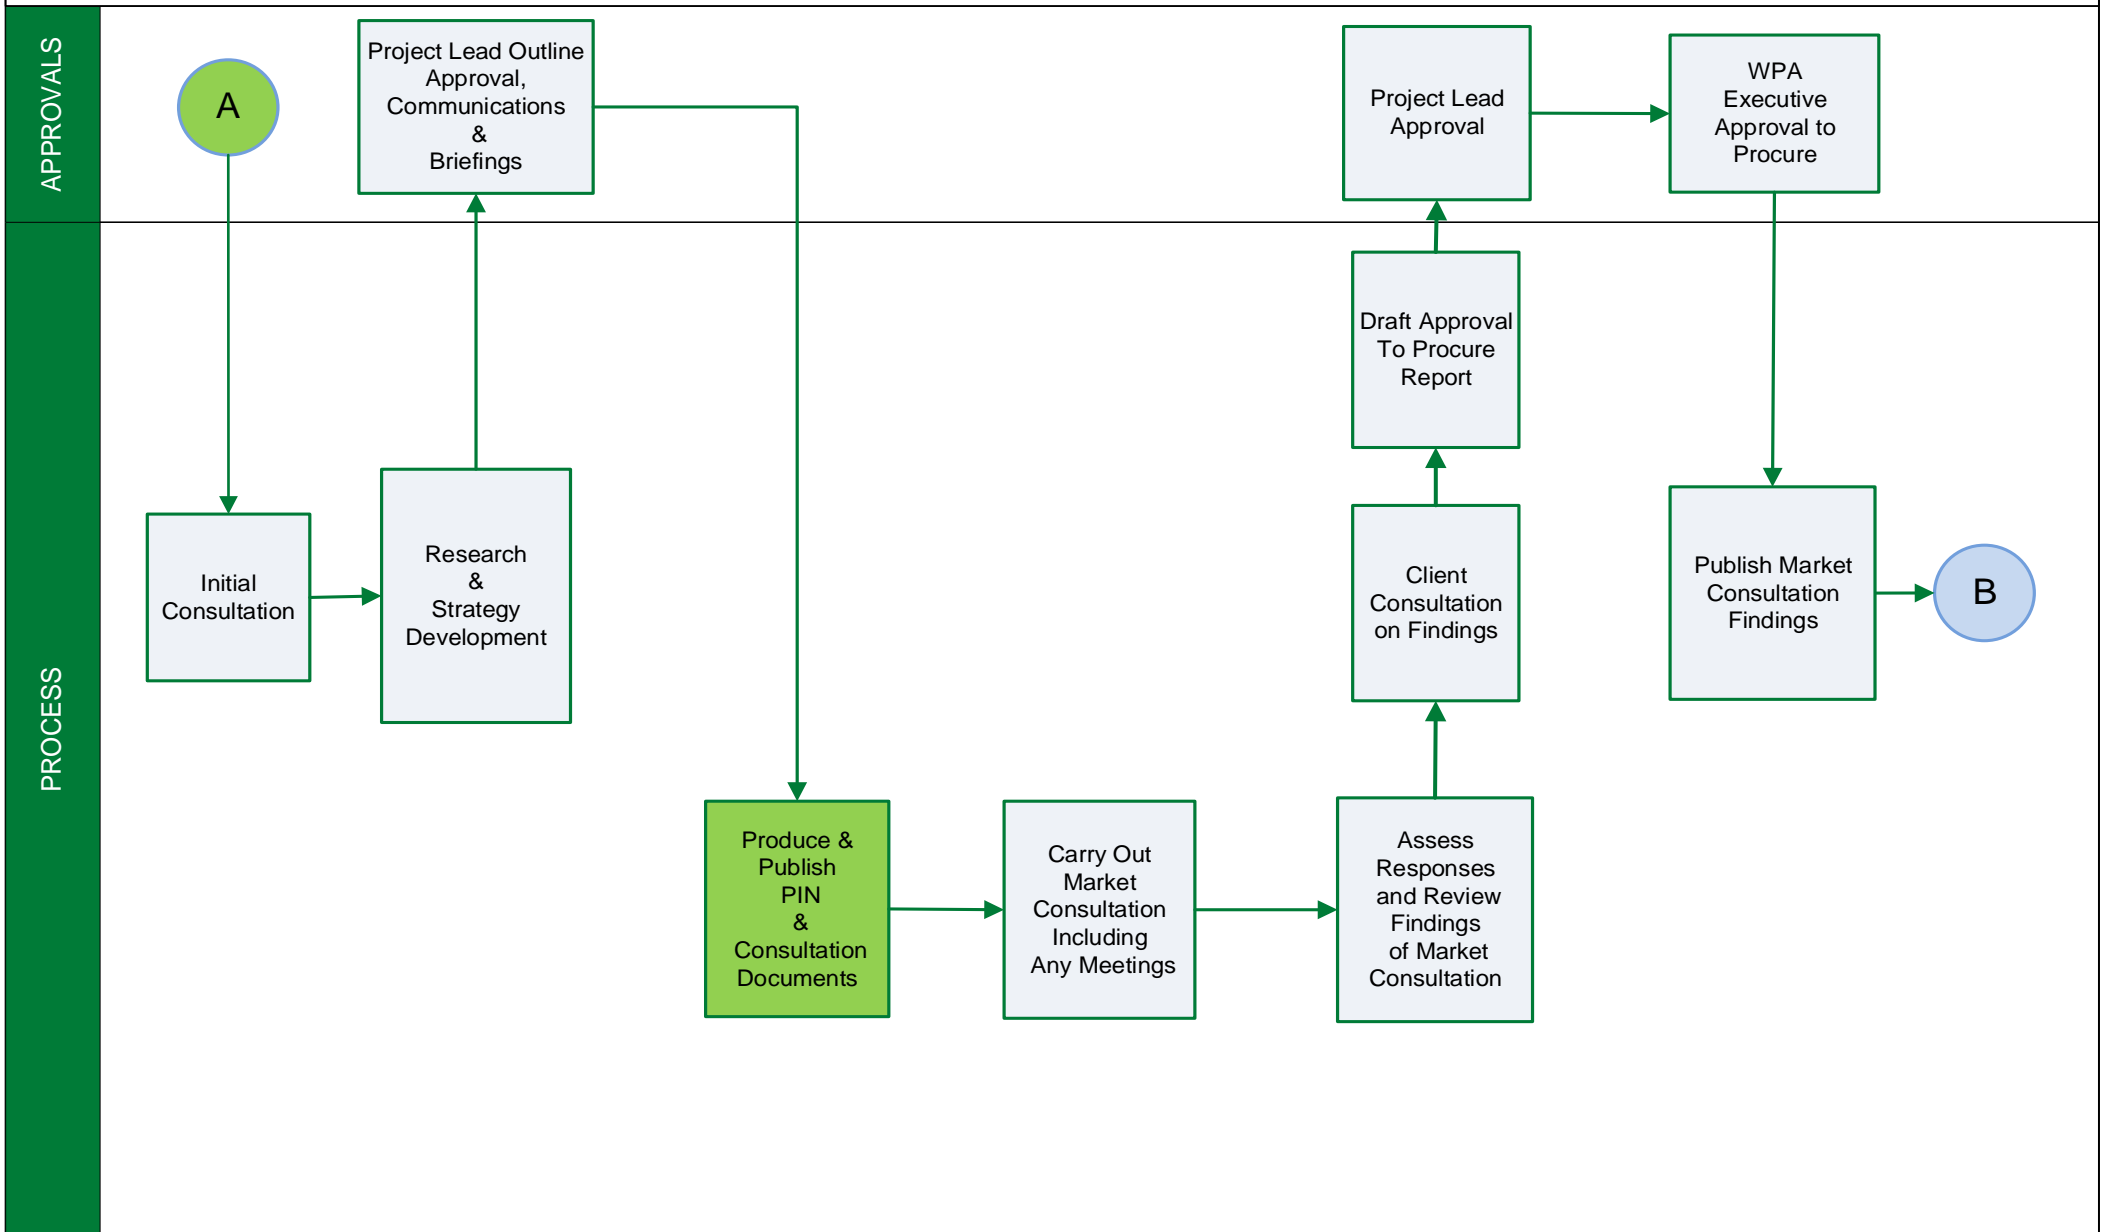 APPROVALS
A
Project Lead Outline
Approval,
Communications
&
Briefings
Project Lead
Approval
WPA
Executive
Approval to
Procure
PROCESS
Initial
Consultation
Research
&
Strategy
Development
Produce &
Publish
PIN
&
Consultation
Documents
Carry Out
Market
Consultation
Including
Any Meetings
Assess
Responses
and Review
Findings
of Market
Consultation
Client
Consultation
on Findings
Draft Approval
To Procure
Report
Publish Market
Consultation
Findings
B